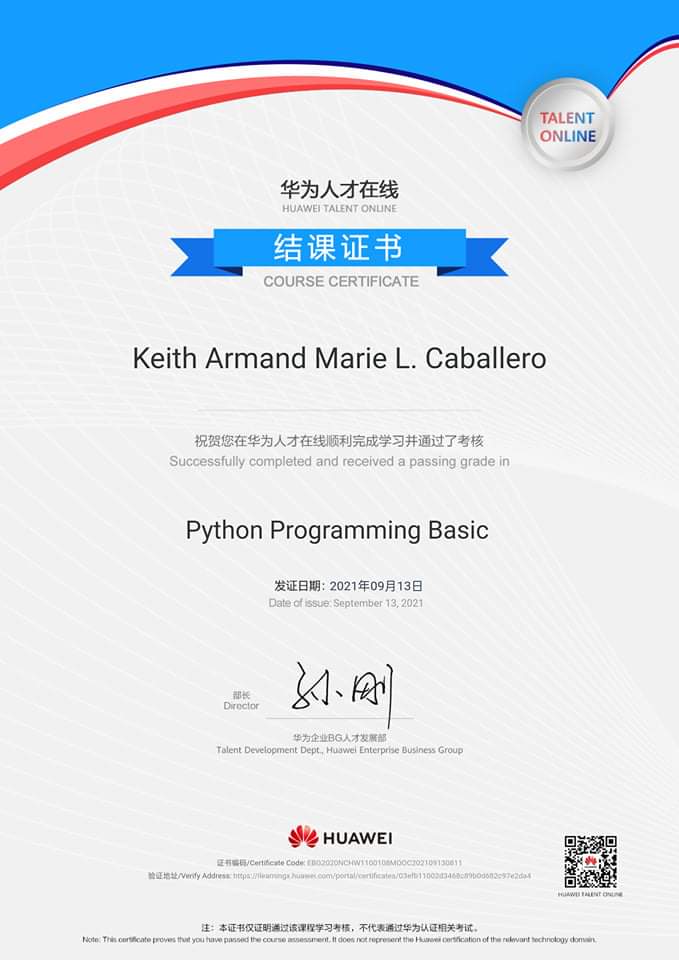 TALENT
ONLINE
华为人才在线
HUAWEI TALENT ONLINE
结课证书
COURSE CERTIFICATE
Keith Armand Marie L. Caballero
祝贺您在华为人才在线顺利完成学习并通过了考核
Successfully completed and received a passing grade in
Python Programming Basic
发证日期：2021年09月13日
Date of issue: September 13, 2021
孙刚
部长
Director
华为企业BG人才发展部
Talent Development Dept., Huawei Enterprise Business Group
HUAWEI
证书编码/Certificate Code: EBG2020NCHW1100108MOOC202109130811
验证地址/Verify Address: https://ilearningx.huawei.com/portal/certificates/03efb11002d3468c89b0d682c97e2da4
HUAWEI TALENT ONLINE
注：本证书仅证明通过该课程学习考核，不代表通过华为认证相关考试。
Note: This certificate proves that you have passed the course assessment. It does not represent the Huawei certification of the relevant technology domain.